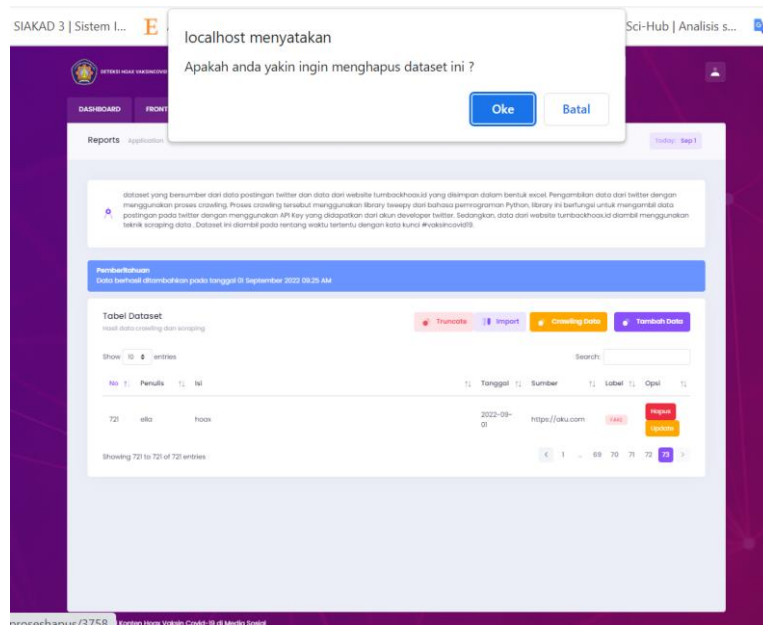 SIAKAD 3 | Sistem I...
E
Sci-Hub | Analisis s...
localhost menyatakan
Apakah anda yakin ingin menghapus dataset ini ?
Oke
Batal
DETEKSI HOAX VAKSINCOVID
DASHBOARD
FRONT
Reports
Application
Today: Sep 1
dataset yang bersumber dari data postingan twitter dan data dari website turnbackhoax.id yang disimpan dalam bentuk excel. Pengambilan data dari twitter dengan
menggunakan proses crawling. Proses crawling tersebut menggunakan library tweepy dari bahasa pemrograman Python. library ini berfungsi untuk mengambil data
postingan pada twitter dengan menggunakan API Key yang didapatkan dari akun developer twitter. Sedangkan, data dari website turnbackhoax.id diambil menggunakan
teknik scraping data . Dataset ini diambil pada rentang waktu tertentu dengan kata kunci #vaksincovid19.
Pemberitahuan
Data berhasil ditambahkan pada tanggal 01 September 2022 09:25 AM
Tabel Dataset
Hasil data crawling dan scraping
Truncate
Import
Crawling Data
Tambah Data
Show 10 entries
Search:
No Penulis Isi Tanggal Sumber Label Opsi
721 ella hoax 2022-09-
01 https://oku.com FAKE Hapus
Update
Showing 721 to 721 of 721 entries
< 1 .. 69 70 71 72 73 >
proseshapus/3758
Konten Hoax Vaksin Covid-19 di Media Sosial